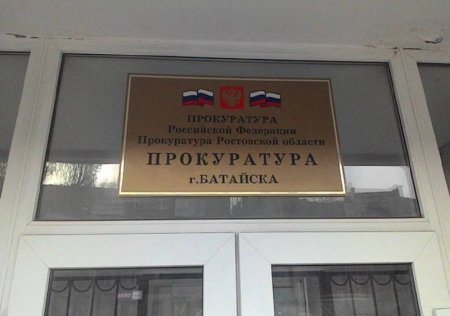 ПРОКУРАТУРА
Российской Федерации
Прокуратура Ростовской области
ПРОКУРАТУРА
г.БАТАЙСКА